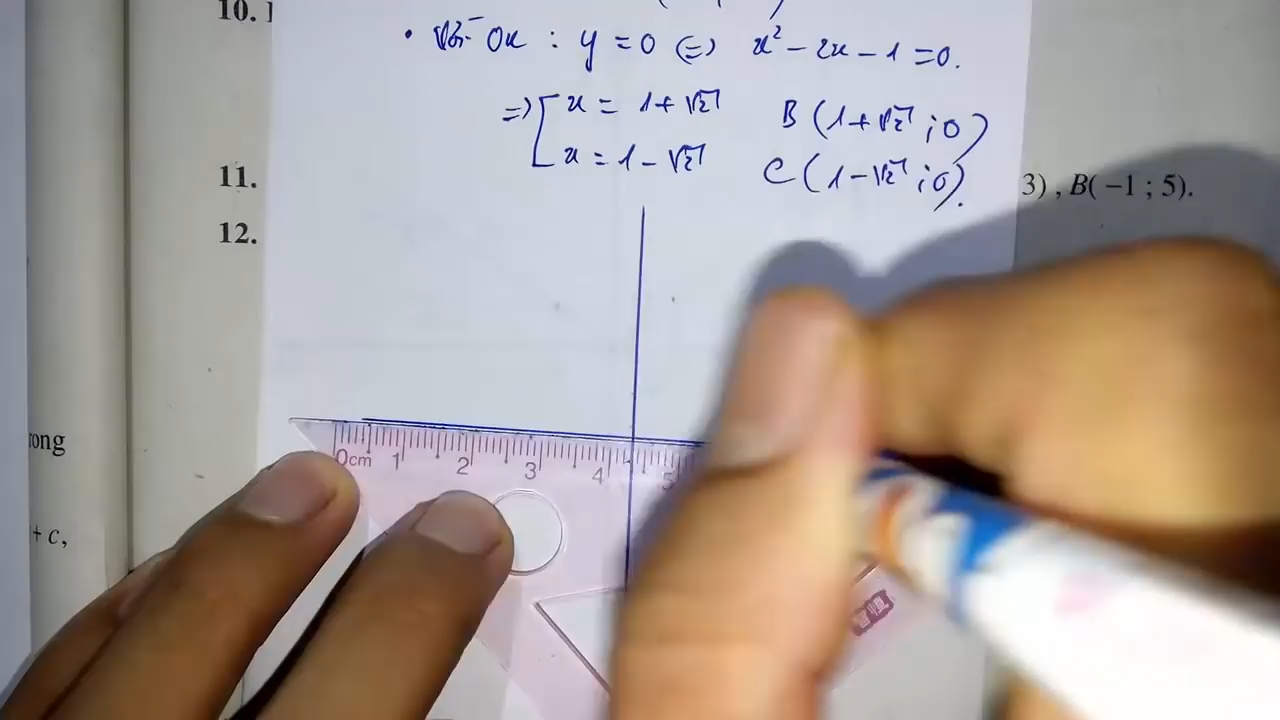 10.
• Với Ox : y = 0 (=) x² - 2x - 1 = 0.
=> [ x = 1 + √2 B (1 + √2 ; 0)
x = 1 - √2 C (1 - √2 ; 0).
11. 3) , B( −1 ; 5).
12.
0cm 1 2 3 4 5
rong
+ c,